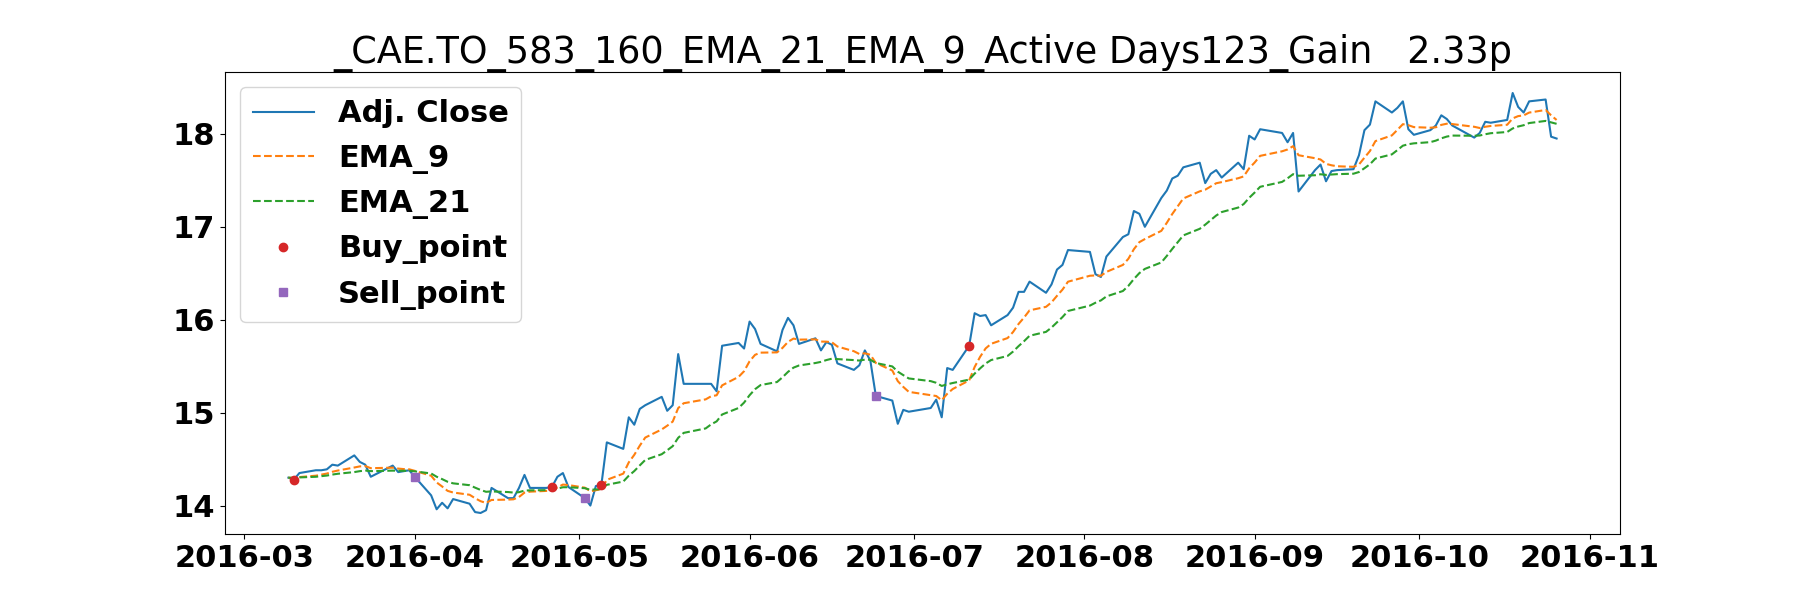 _CAE.TO_583_160_EMA_21_EMA_9_Active Days123_Gain   2.33p
Adj. Close
EMA_9
EMA_21
Buy_point
Sell_point
18
17
16
15
14
2016-03 2016-04 2016-05 2016-06 2016-07 2016-08 2016-09 2016-10 2016-11